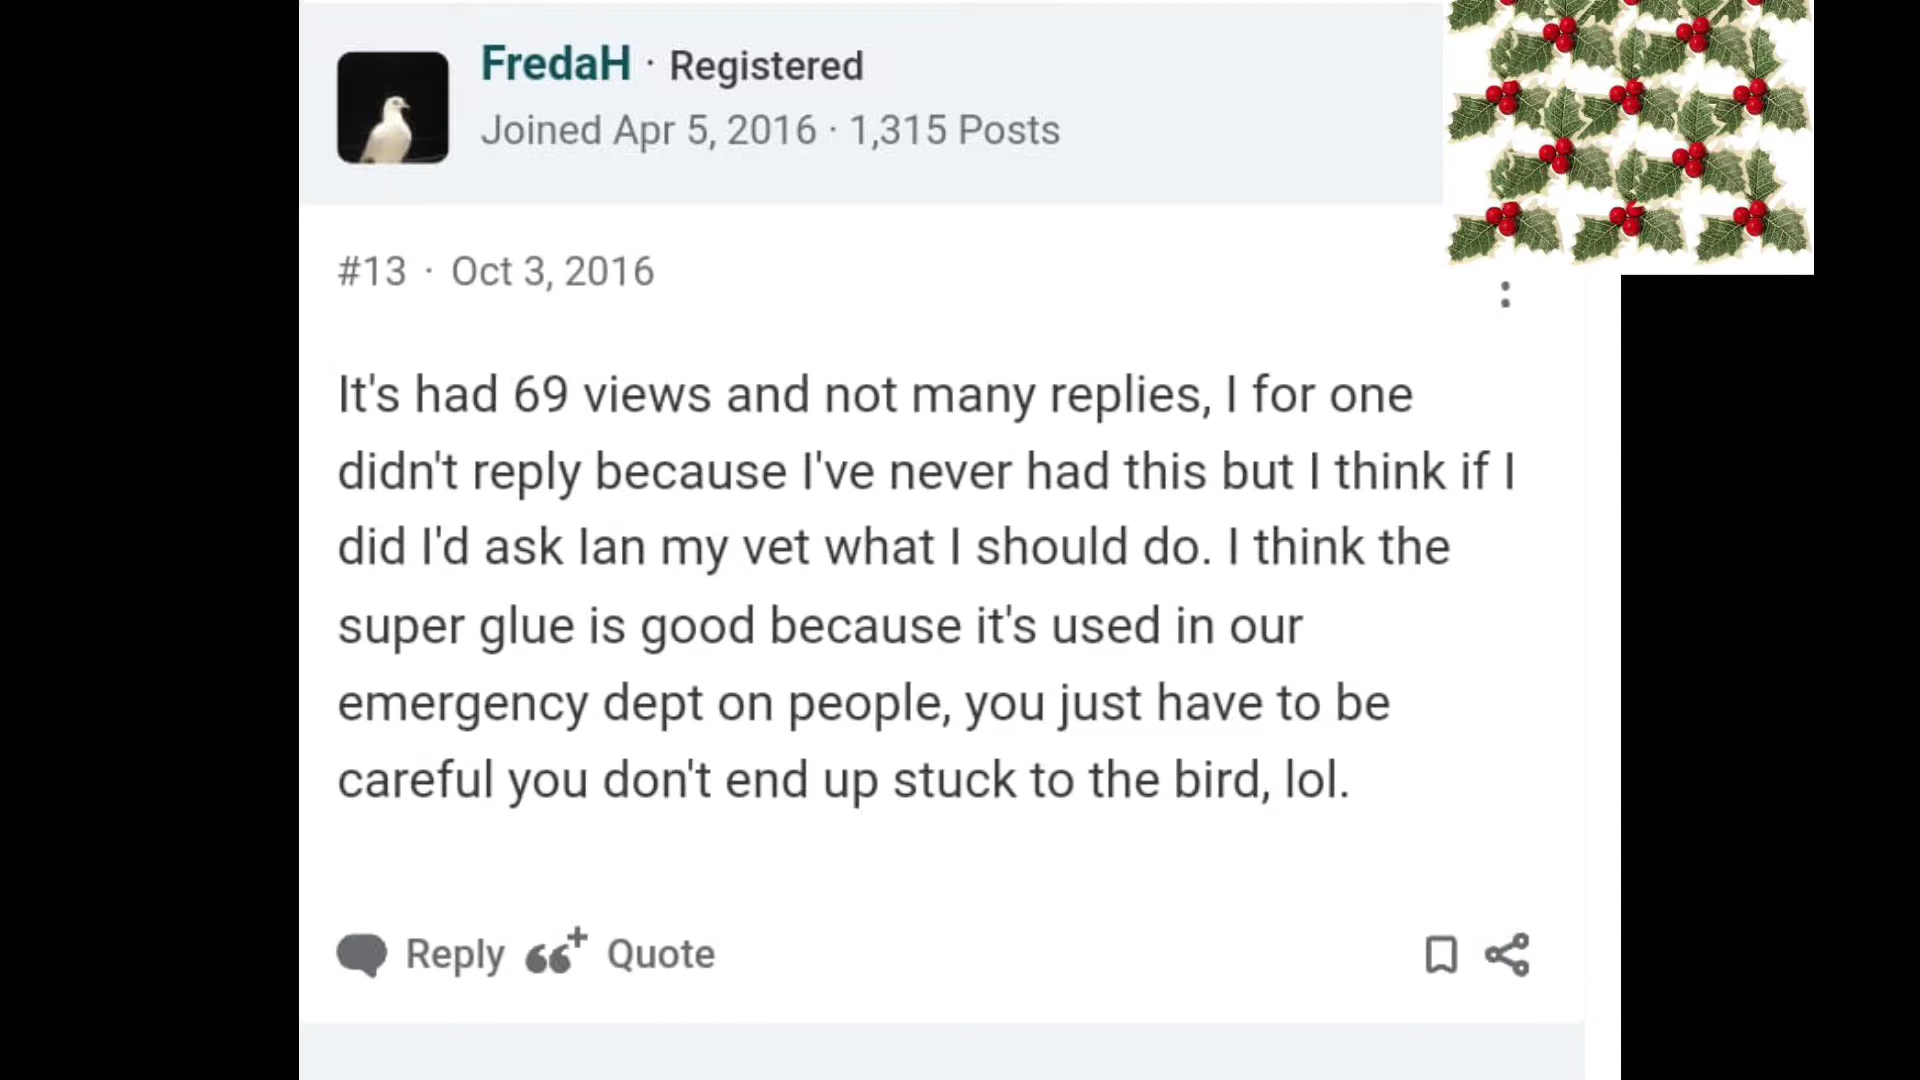 FredaH · Registered
Joined Apr 5, 2016 · 1,315 Posts
#13 · Oct 3, 2016
It's had 69 views and not many replies, I for one
didn't reply because I've never had this but I think if I
did I'd ask Ian my vet what I should do. I think the
super glue is good because it's used in our
emergency dept on people, you just have to be
careful you don't end up stuck to the bird, lol.
Reply Quote